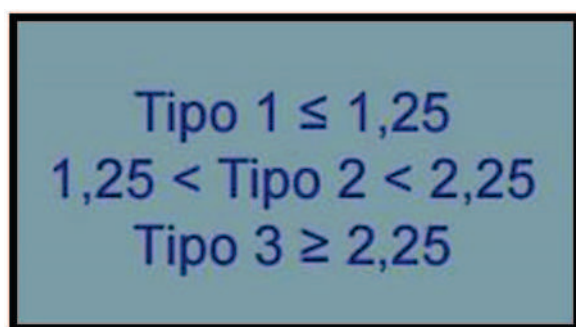 Tipo 1 ≤ 1,25
1,25 < Tipo 2 < 2,25
Tipo 3 ≥ 2,25